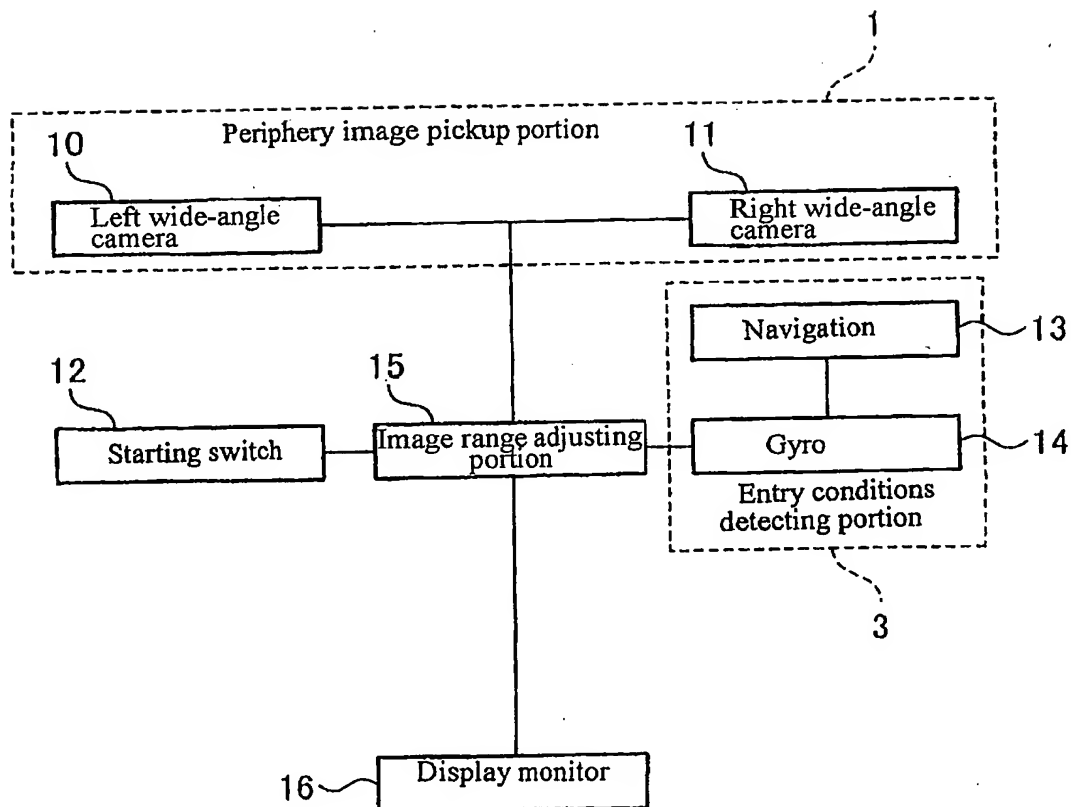 1
Periphery image pickup portion
10
11
Left wide-angle
camera
Right wide-angle
camera
Navigation
13
12
15
Starting switch
Image range adjusting
portion
Gyro
14
Entry conditions
detecting portion
3
Display monitor
16